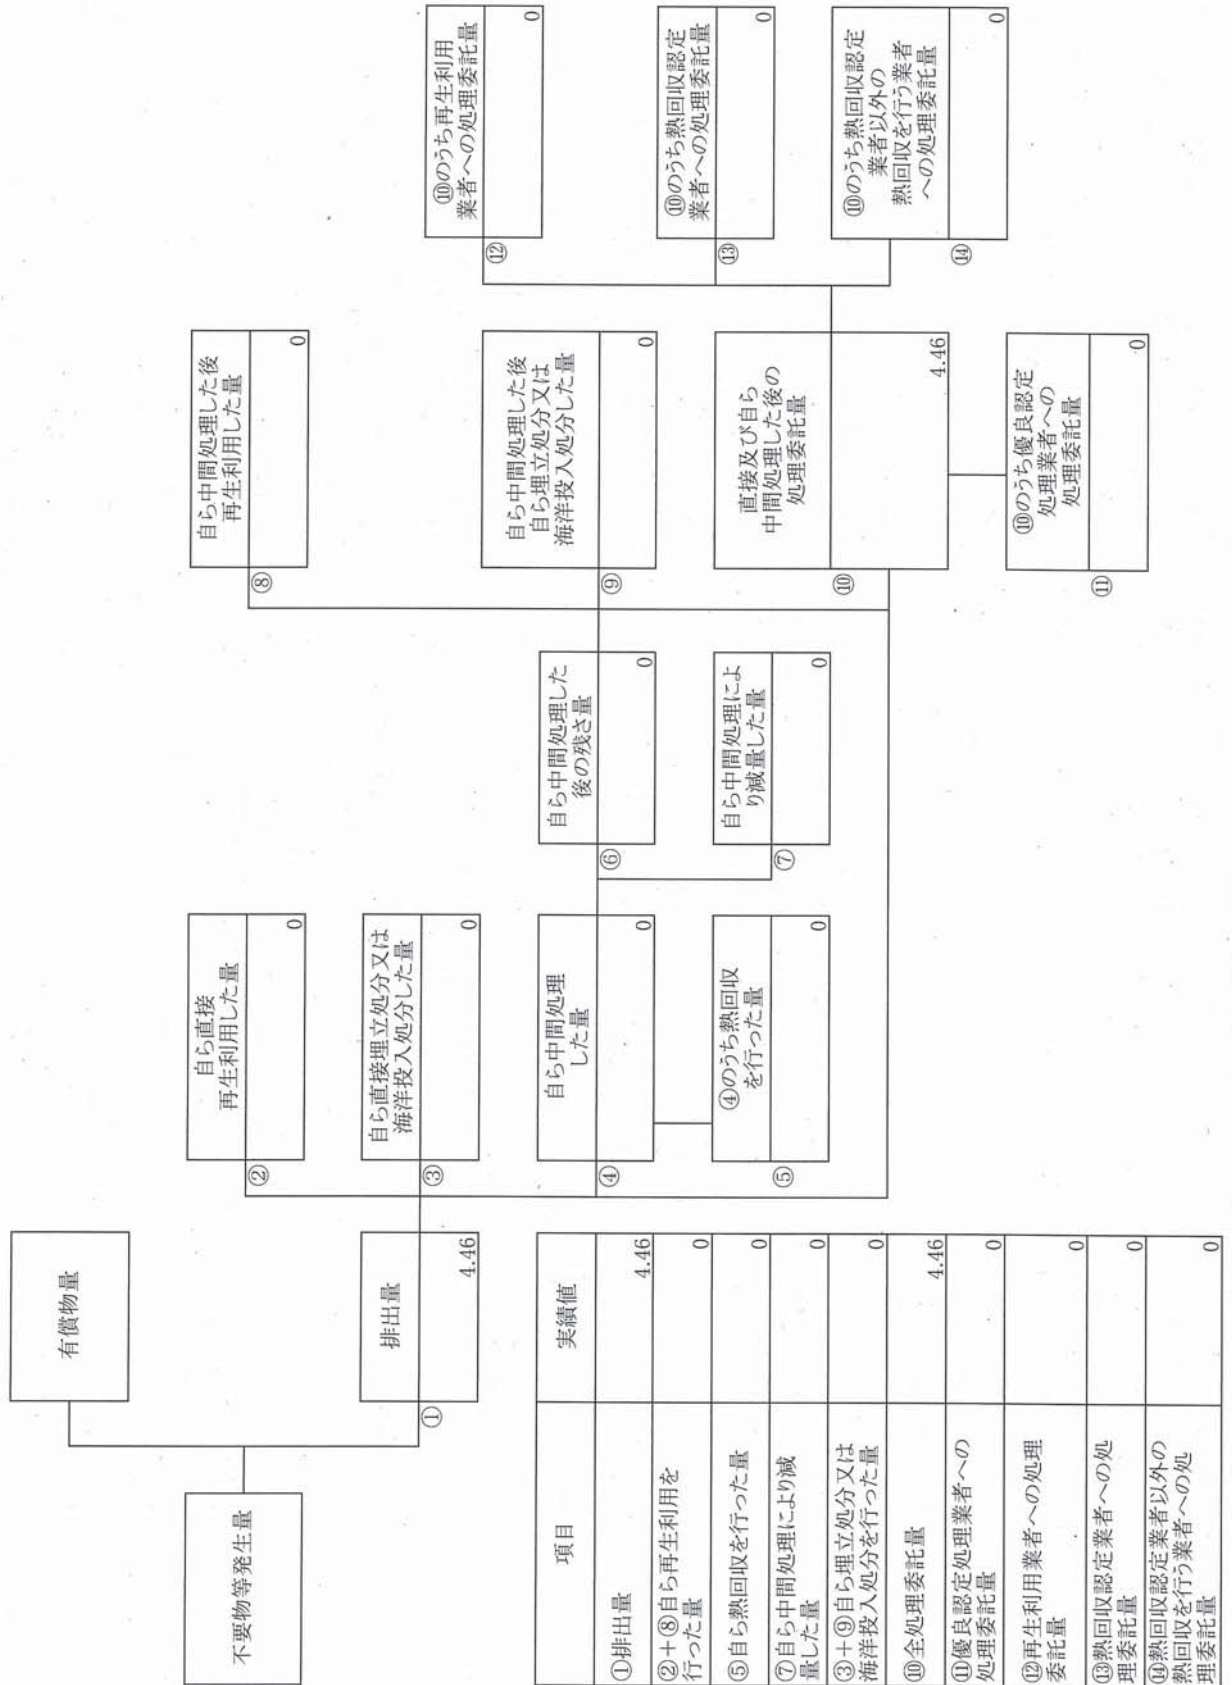 有償物量
不要物等発生量
排出量
①
4.46
自ら直接
再生利用した量
②
0
自ら直接埋立処分又は
海洋投入処分した量
③
0
自ら中間処理
した量
④
0
④のうち熱回収
を行った量
⑤
0
自ら中間処理した
後の残さ量
⑥
0
自ら中間処理によ
り減量した量
⑦
0
自ら中間処理した後
再生利用した量
⑧
0
自ら中間処理した後
自ら埋立処分又は
海洋投入処分した量
⑨
0
直接及び自ら
中間処理した後の
処理委託量
⑩
4.46
⑩のうち優良認定
処理業者への
処理委託量
⑪
0
⑩のうち再生利用
業者への処理委託量
⑫
0
⑩のうち熱回収認定
業者への処理委託量
⑬
0
⑩のうち熱回収認定
業者以外の
熱回収を行う業者
への処理委託量
⑭
0
項目 実績値
①排出量 4.46
②+⑧自ら再生利用を
行った量 0
⑤自ら熱回収を行った量 0
⑦自ら中間処理により減
量した量 0
③+⑨自ら埋立処分又は
海洋投入処分を行った量 0
⑩全処理委託量 4.46
⑪優良認定処理業者への
処理委託量 0
⑫再生利用業者への処理
委託量 0
⑬熱回収認定業者への処
理委託量 0
⑭熱回収認定業者以外の
熱回収を行う業者への処
理委託量 0